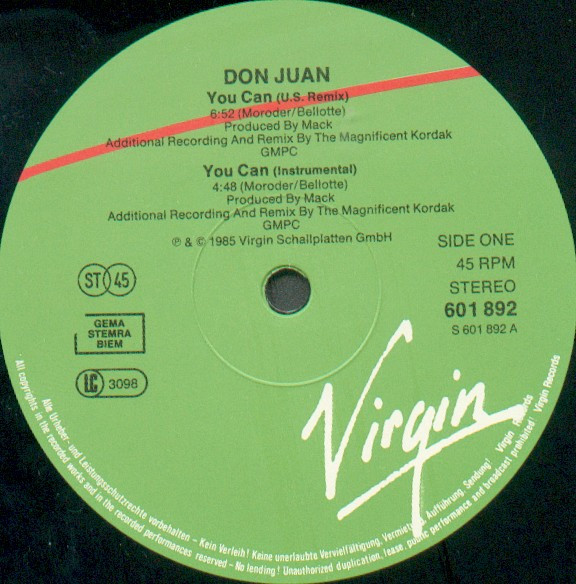 DON JUAN
You Can (U.S. Remix)
6:52 (Moroder/Bellotte)
Produced By Mack
Additional Recording And Remix By The Magnificent Kordak
GMPC
You Can (Instrumental)
4:48 (Moroder/Bellotte)
Produced By Mack
Additional Recording And Remix By The Magnificent Kordak
GMPC
℗ & © 1985 Virgin Schallplatten GmbH
SIDE ONE
45 RPM
STEREO
601 892
S 601 892 A
ST 45
GEMA
STEMRA
BIEM
LC 3098
Virgin
Alle Urheber- und Leistungsschutzrechte vorbehalten – Kein Verleih! Keine unerlaubte Vervielfältigung, Vermietung, Aufführung, Sendung! Virgin Records
All copyrights in the recorded works and in the recorded performances reserved – No lending! Unauthorized duplication, lease, public performance and broadcast prohibited! Virgin Records